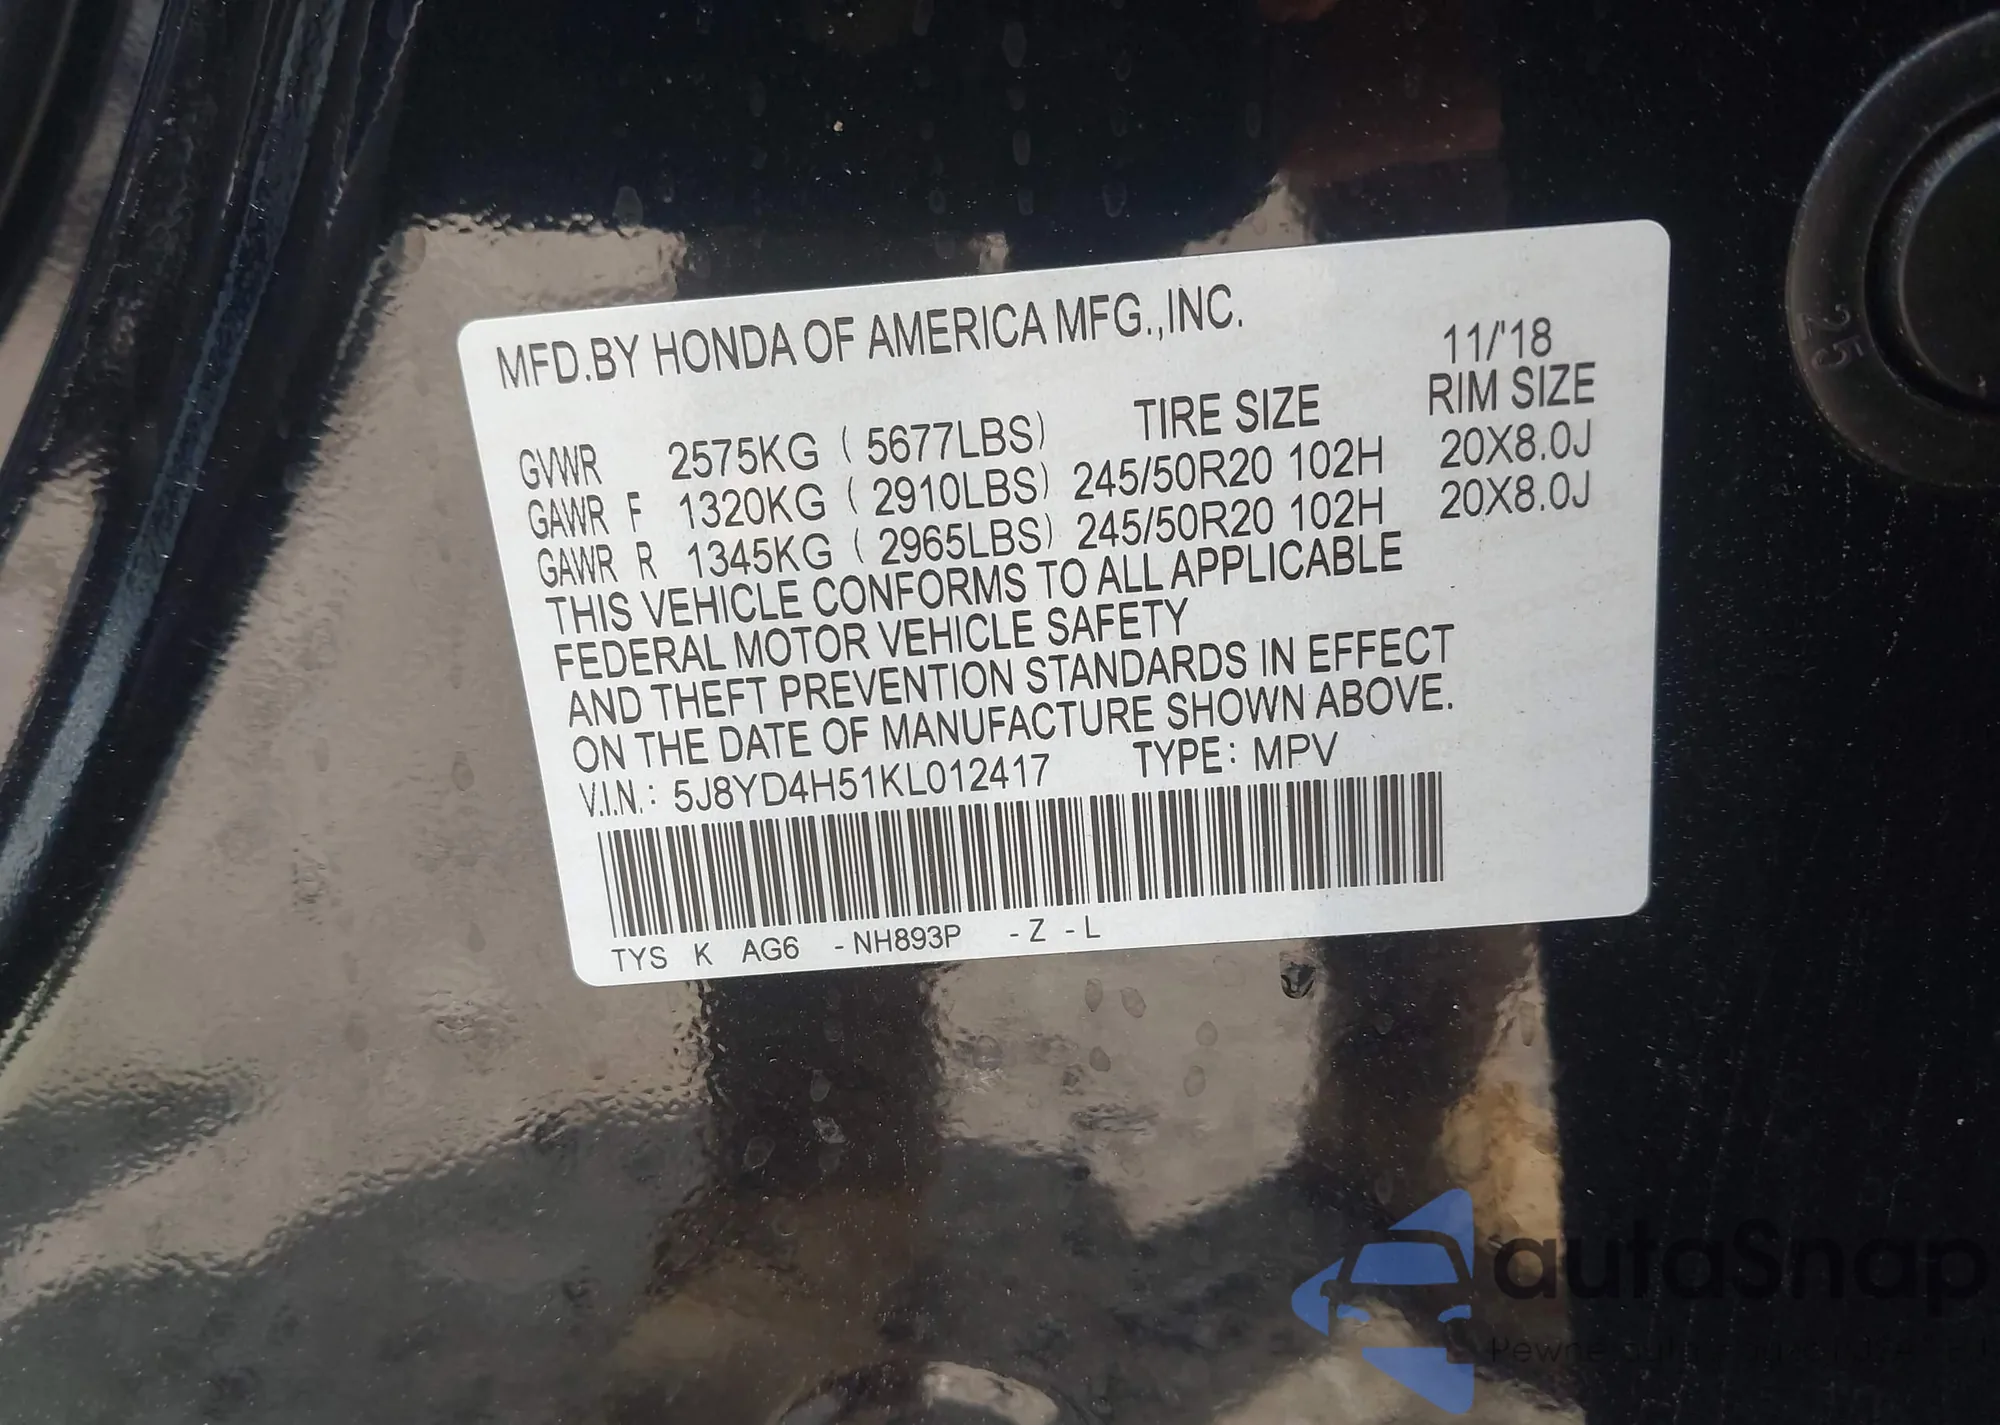 MFD.BY HONDA OF AMERICA MFG.,INC.
11/'18
TIRE SIZE RIM SIZE
GVWR 2575KG ( 5677LBS)
GAWR F 1320KG ( 2910LBS) 245/50R20 102H 20X8.0J
GAWR R 1345KG ( 2965LBS) 245/50R20 102H 20X8.0J
THIS VEHICLE CONFORMS TO ALL APPLICABLE
FEDERAL MOTOR VEHICLE SAFETY
AND THEFT PREVENTION STANDARDS IN EFFECT
ON THE DATE OF MANUFACTURE SHOWN ABOVE.
V.I.N.: 5J8YD4H51KL012417 TYPE: MPV
TYS K AG6 -NH893P -Z -L
25
autoSnap
Pewne auto